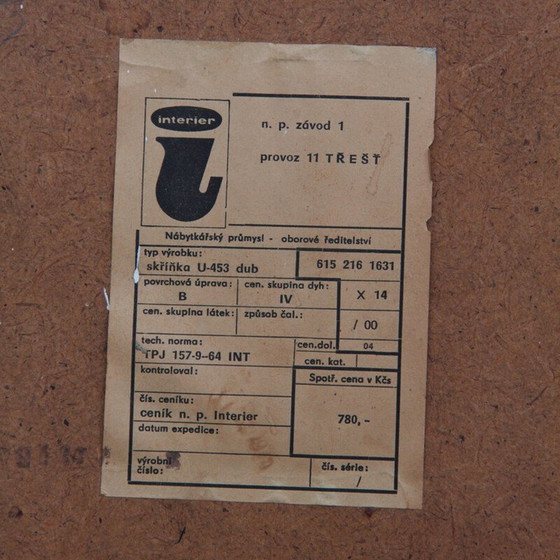 interier
n. p. závod 1
provoz 11 TŘEŠŤ
Nábytkářský průmysl - oborové ředitelství
typ výrobku:
skříňka U-453 dub
615 216 1631
povrchová úprava:
B
cen. skupina dyh:
IV
X 14
cen. skupina látek:
způsob čal.:
/ 00
tech. norma:
TPJ 157-9-64 INT
cen.dol. 04
cen. kat.
kontroloval:
Spotř. cena v Kčs
780,-
čís. ceníku:
ceník n. p. Interier
datum expedice:
výrobní
číslo:
čís. série:
/